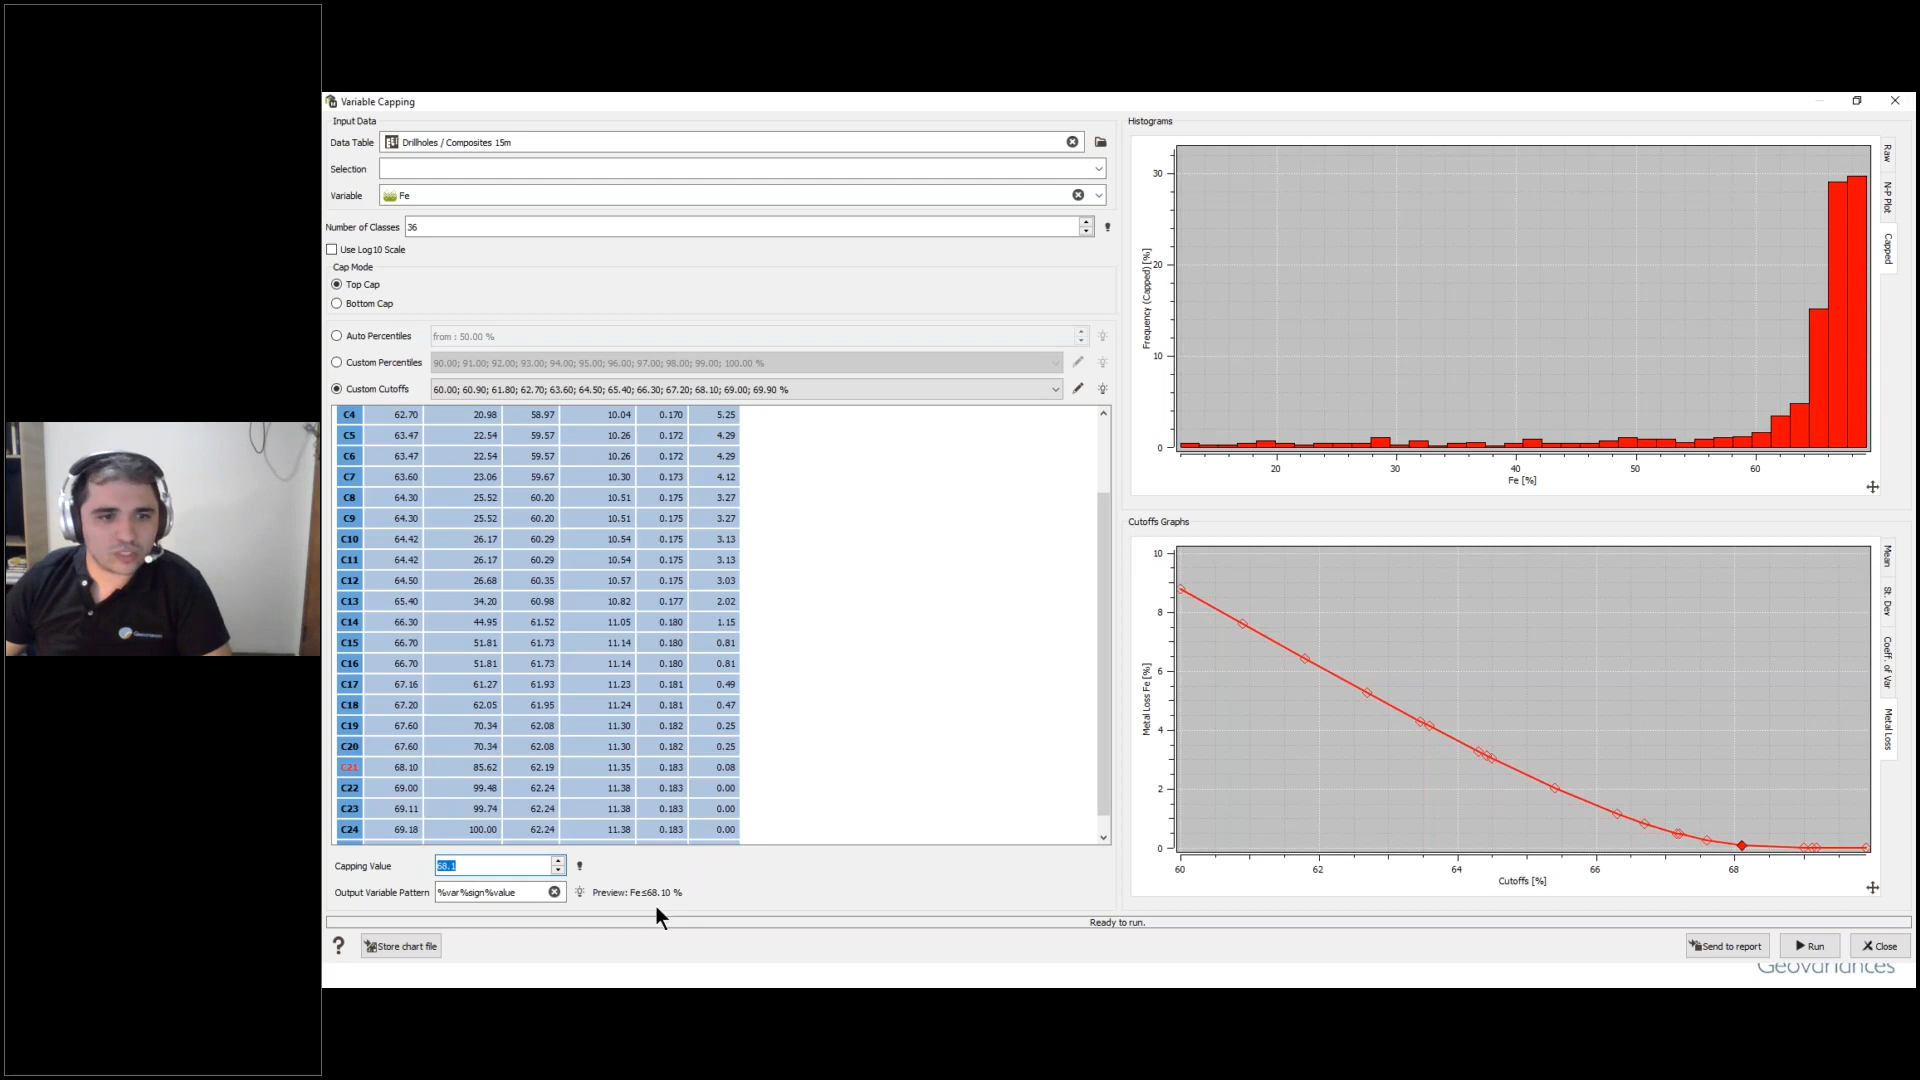 Variable Capping
Input Data
Data Table Drillholes / Composites 15m
Selection
Variable Fe
Number of Classes 36
Use Log10 Scale
Cap Mode
Top Cap
Bottom Cap
Auto Percentiles from : 50.00 %
Custom Percentiles 90.00; 91.00; 92.00; 93.00; 94.00; 95.00; 96.00; 97.00; 98.00; 99.00; 100.00 %
Custom Cutoffs 60.00; 60.90; 61.80; 62.70; 63.60; 64.50; 65.40; 66.30; 67.20; 68.10; 69.00; 69.90 %
C4 62.70 20.98 58.97 10.04 0.170 5.25
C5 63.47 22.54 59.57 10.26 0.172 4.29
C6 63.47 22.54 59.57 10.26 0.172 4.29
C7 63.60 23.06 59.67 10.30 0.173 4.12
C8 64.30 25.52 60.20 10.51 0.175 3.27
C9 64.30 25.52 60.20 10.51 0.175 3.27
C10 64.42 26.17 60.29 10.54 0.175 3.13
C11 64.42 26.17 60.29 10.54 0.175 3.13
C12 64.50 26.68 60.35 10.57 0.175 3.03
C13 65.40 34.20 60.98 10.82 0.177 2.02
C14 66.30 44.95 61.52 11.05 0.180 1.15
C15 66.70 51.81 61.73 11.14 0.180 0.81
C16 66.70 51.81 61.73 11.14 0.180 0.81
C17 67.16 61.27 61.93 11.23 0.181 0.49
C18 67.20 62.05 61.95 11.24 0.181 0.47
C19 67.60 70.34 62.08 11.30 0.182 0.25
C20 67.60 70.34 62.08 11.30 0.182 0.25
C21 68.10 85.62 62.19 11.35 0.183 0.08
C22 69.00 99.48 62.24 11.38 0.183 0.00
C23 69.11 99.74 62.24 11.38 0.183 0.00
C24 69.18 100.00 62.24 11.38 0.183 0.00
Capping Value 68.1
Output Variable Pattern %var%sign%value Preview: Fe≤68.10 %
Ready to run.
? Store chart file
Send to report Run Close
Geovariances
Histograms
Raw
N-P Plot
Capped
Frequency (Capped) [%]
30
20
10
0
20 30 40 50 60
Fe [%]
Cutoffs Graphs
Mean
St. Dev
Coeff. of Var
Metal Loss
Metal Loss Fe [%]
10
8
6
4
2
0
60 62 64 66 68
Cutoffs [%]
Geovariances